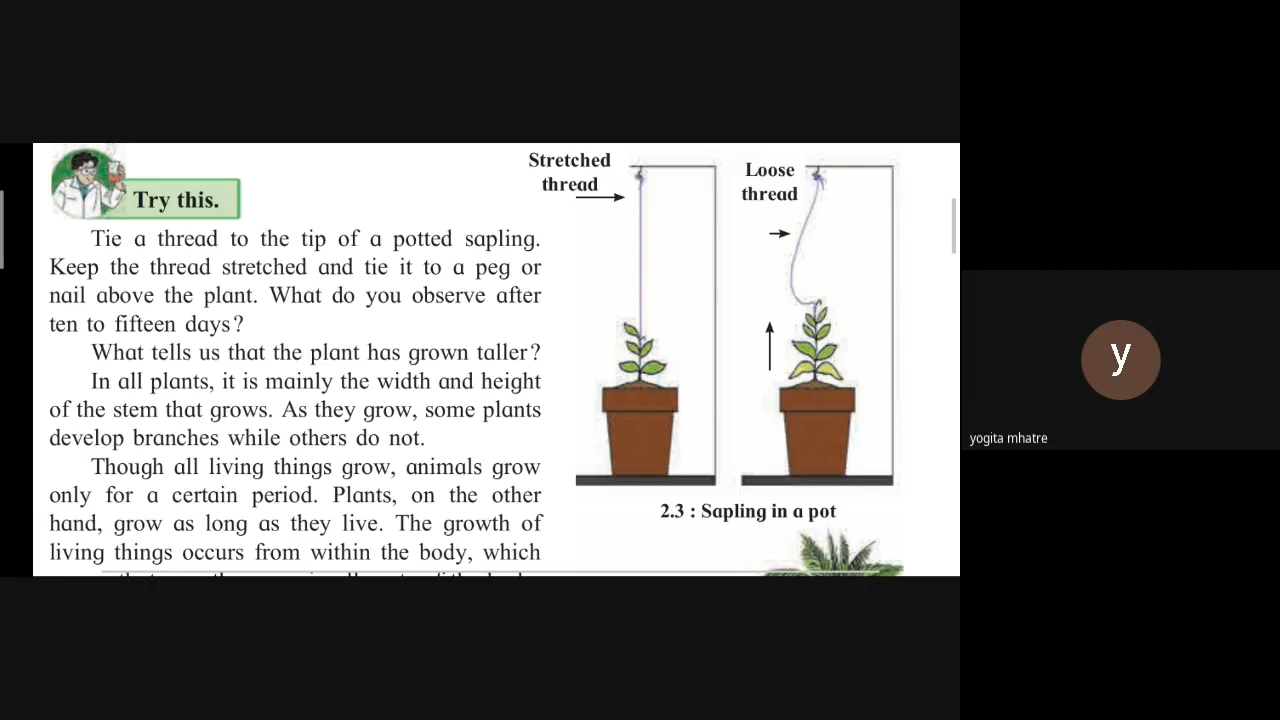 Try this.
Tie a thread to the tip of a potted sapling.
Keep the thread stretched and tie it to a peg or
nail above the plant. What do you observe after
ten to fifteen days?
What tells us that the plant has grown taller?
In all plants, it is mainly the width and height
of the stem that grows. As they grow, some plants
develop branches while others do not.
Though all living things grow, animals grow
only for a certain period. Plants, on the other
hand, grow as long as they live. The growth of
living things occurs from within the body, which
Stretched
thread
Loose
thread
2.3 : Sapling in a pot
y
yogita mhatre